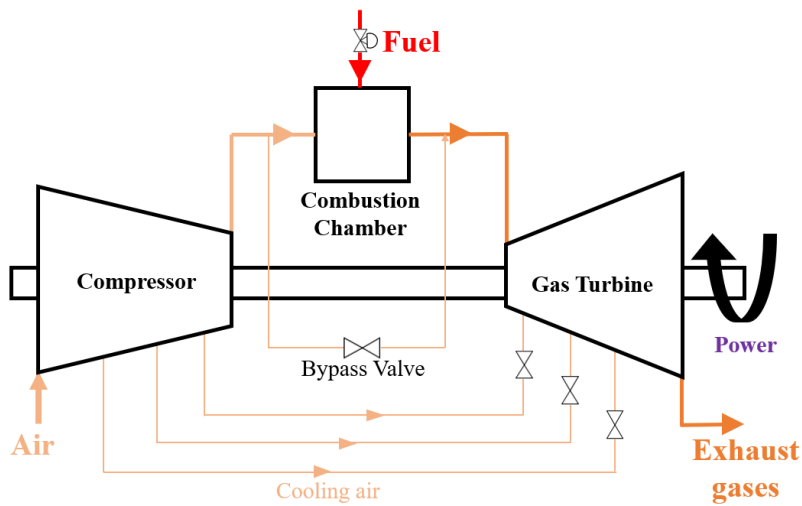 Fuel
Combustion
Chamber
Compressor
Gas Turbine
Power
Bypass Valve
Air
Cooling air
Exhaust
gases